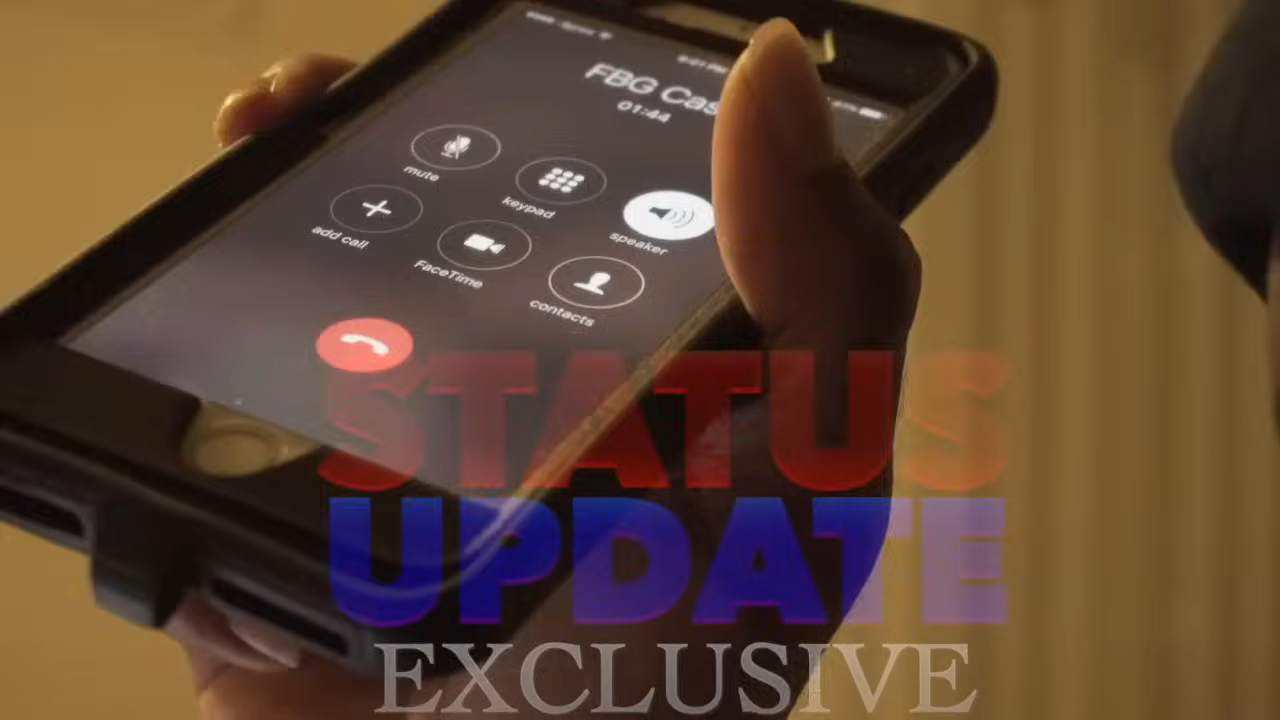 FBG Cas
01:44
mute
keypad
speaker
add call
FaceTime
contacts
STATUS
UPDATE
EXCLUSIVE